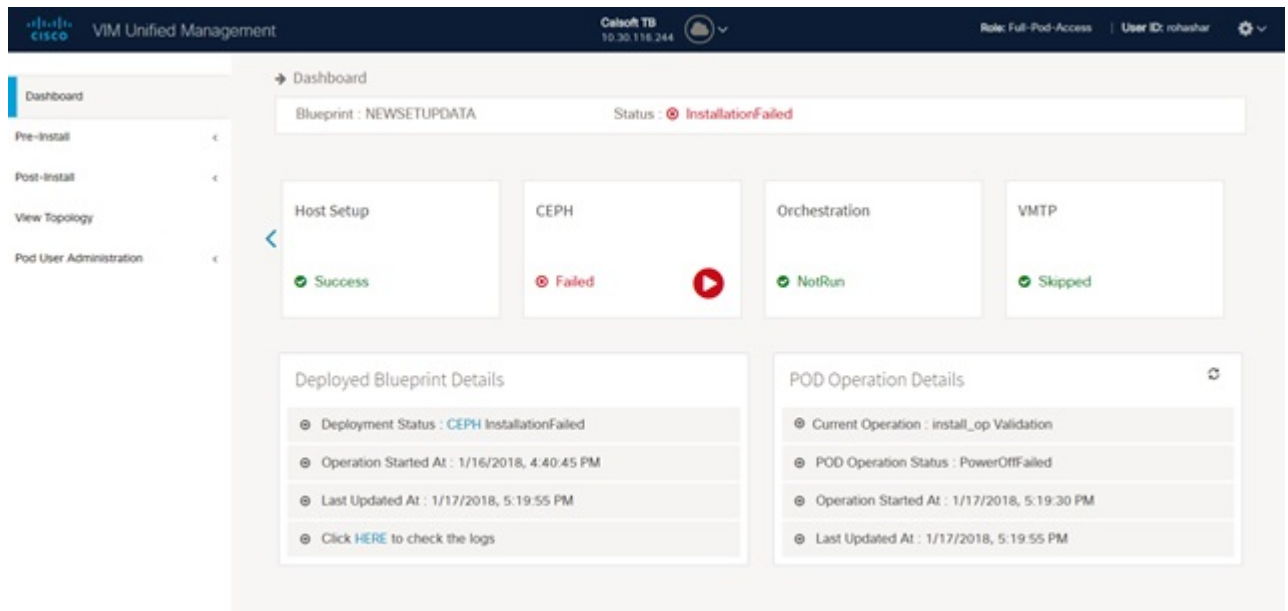 CISCO VIM Unified Management
Calsoft TB
10.30.116.244
Role: Full-Pod-Access | User ID: rohashar
Dashboard
Pre-Install
Post-Install
View Topology
Pod User Administration
Dashboard
Blueprint : NEWSETUPDATA Status : InstallationFailed
Host Setup
Success
CEPH
Failed
Orchestration
NotRun
VMTP
Skipped
Deployed Blueprint Details
Deployment Status : CEPH InstallationFailed
Operation Started At : 1/16/2018, 4:40:45 PM
Last Updated At : 1/17/2018, 5:19:55 PM
Click HERE to check the logs
POD Operation Details
Current Operation : install_op Validation
POD Operation Status : PowerOffFailed
Operation Started At : 1/17/2018, 5:19:30 PM
Last Updated At : 1/17/2018, 5:19:55 PM